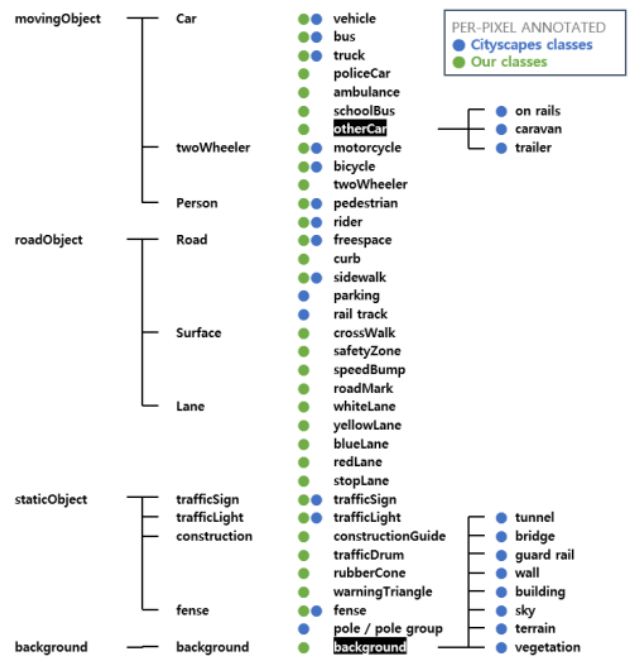 movingObject Car vehicle
bus
truck
policeCar
ambulance
schoolBus on rails
otherCar caravan
twoWheeler motorcycle trailer
bicycle
twoWheeler
Person pedestrian
rider
roadObject Road freespace
curb
sidewalk
parking
rail track
Surface crossWalk
safetyZone
speedBump
roadMark
Lane whiteLane
yellowLane
blueLane
redLane
stopLane
staticObject trafficSign trafficSign
trafficLight trafficLight tunnel
construction constructionGuide bridge
trafficDrum guard rail
rubberCone wall
warningTriangle building
fense fense sky
pole / pole group terrain
background background background vegetation
PER-PIXEL ANNOTATED
Cityscapes classes
Our classes